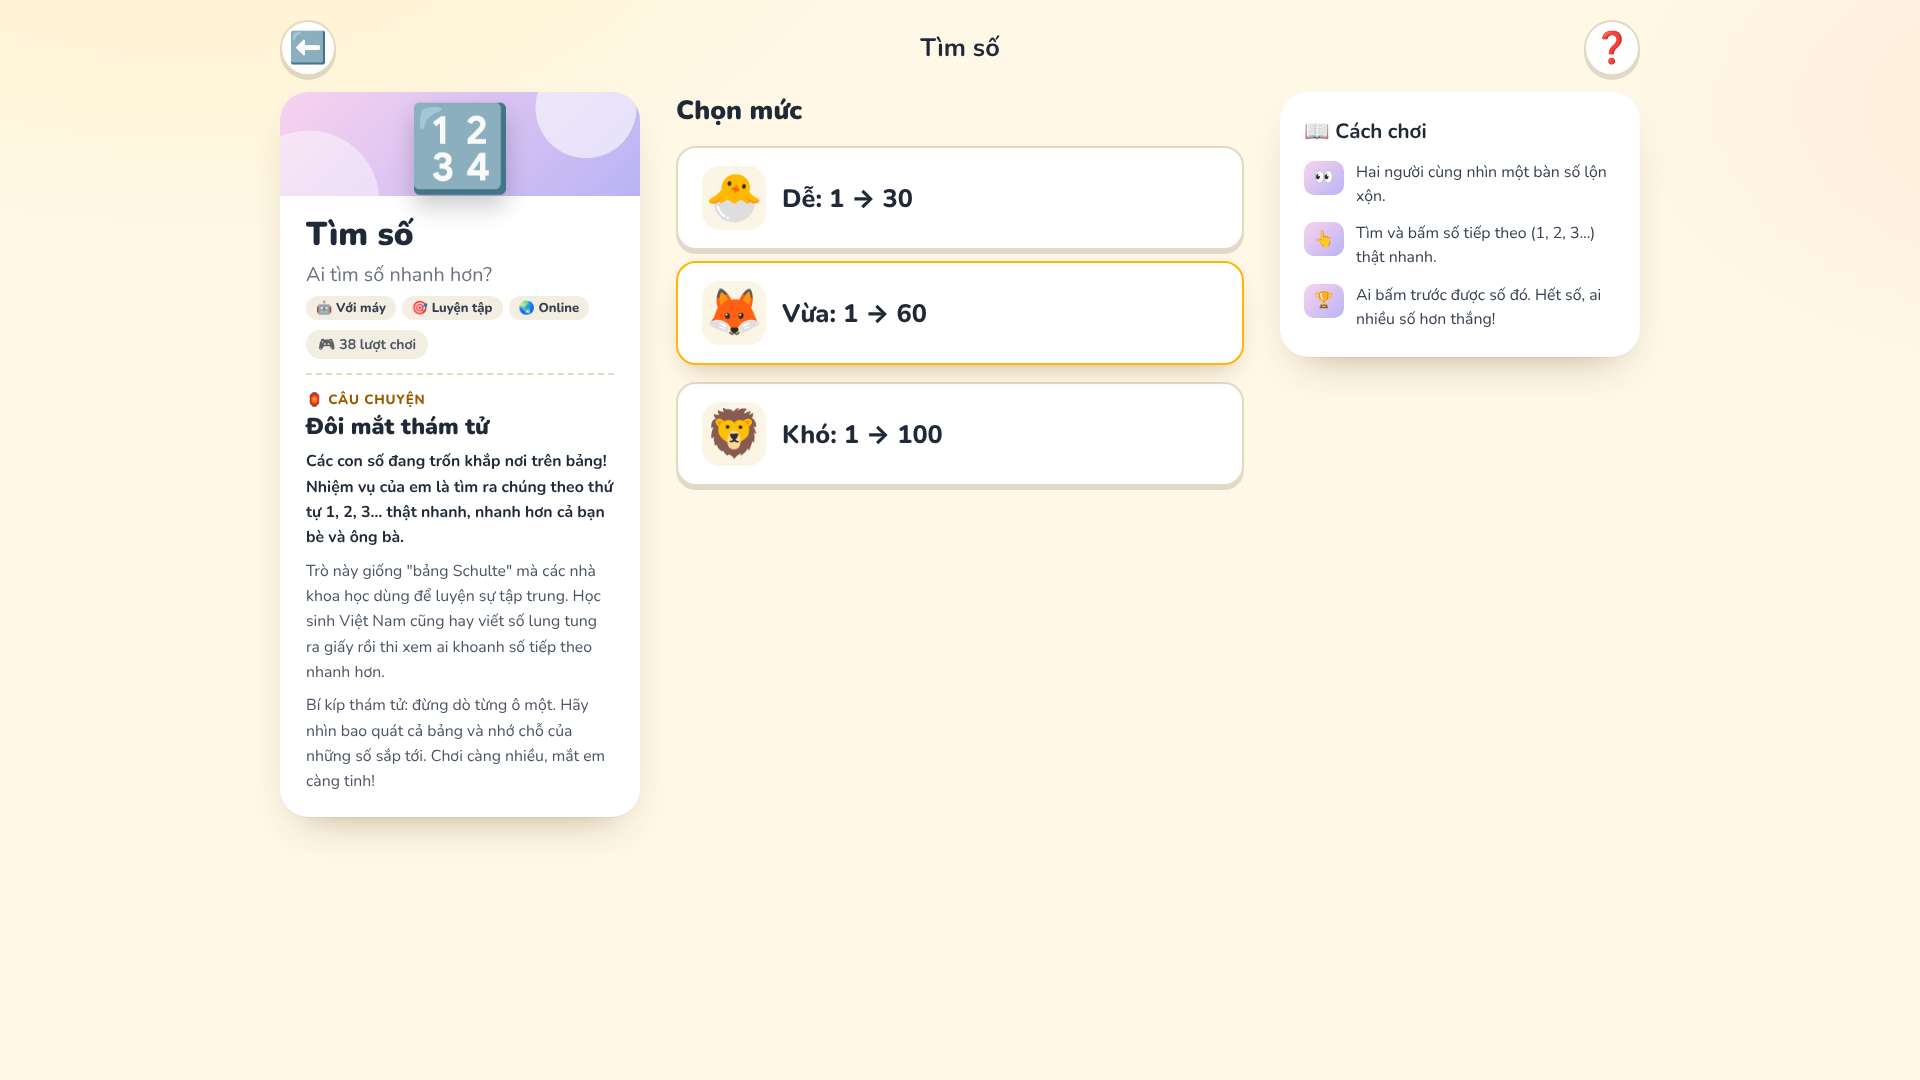 Tìm số
1 2
3 4
Tìm số
Ai tìm số nhanh hơn?
Với máy
Luyện tập
Online
38 lượt chơi
CÂU CHUYỆN
Đôi mắt thám tử
Các con số đang trốn khắp nơi trên bảng!
Nhiệm vụ của em là tìm ra chúng theo thứ
tự 1, 2, 3... thật nhanh, nhanh hơn cả bạn
bè và ông bà.
Trò này giống "bảng Schulte" mà các nhà
khoa học dùng để luyện sự tập trung. Học
sinh Việt Nam cũng hay viết số lung tung
ra giấy rồi thi xem ai khoanh số tiếp theo
nhanh hơn.
Bí kíp thám tử: đừng dò từng ô một. Hãy
nhìn bao quát cả bảng và nhớ chỗ của
những số sắp tới. Chơi càng nhiều, mắt em
càng tinh!
Chọn mức
Dễ: 1 → 30
Vừa: 1 → 60
Khó: 1 → 100
Cách chơi
Hai người cùng nhìn một bàn số lộn
xộn.
Tìm và bấm số tiếp theo (1, 2, 3...)
thật nhanh.
Ai bấm trước được số đó. Hết số, ai
nhiều số hơn thắng!